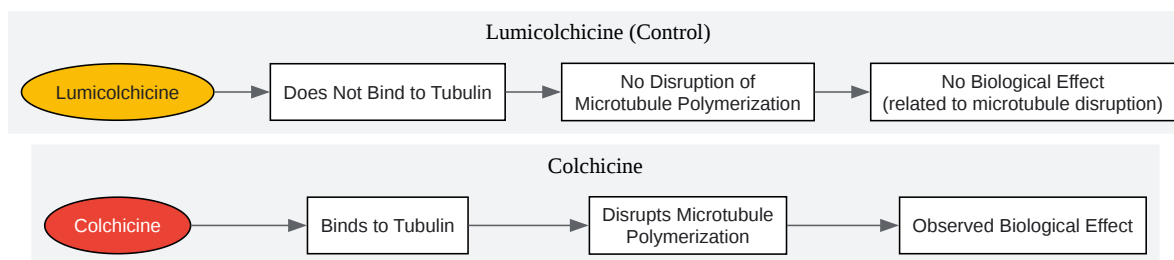 Lumicolchicine (Control)
Lumicolchicine
Does Not Bind to Tubulin
No Disruption of
Microtubule Polymerization
No Biological Effect
(related to microtubule disruption)
Colchicine
Colchicine
Binds to Tubulin
Disrupts Microtubule
Polymerization
Observed Biological Effect